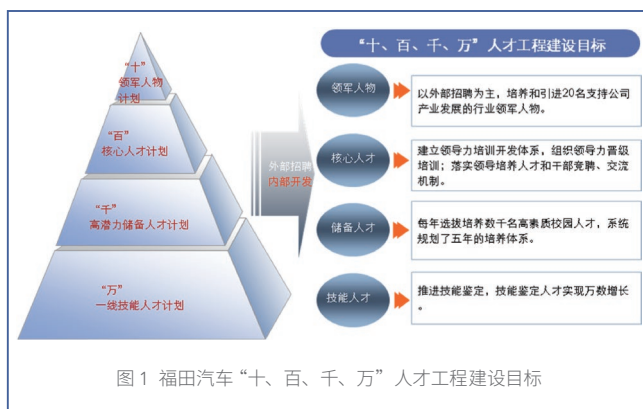 “十、百、千、万”人才工程建设目标
“十”
领军人物
计划
“百”
核心人才计划
“千”
高潜力储备人才计划
“万”
一线技能人才计划
外部招聘
内部开发
领军人物
以外部招聘为主，培养和引进20名支持公司
产业发展的行业领军人物。
核心人才
建立领导力培训开发体系，组织领导力晋级
培训；落实领导培养人才和干部竞聘、交流
机制。
储备人才
每年选拔培养数千名高素质校园人才，系统
规划了五年的培养体系。
技能人才
推进技能鉴定，技能鉴定人才实现万数增长
。
图1 福田汽车“十、百、千、万”人才工程建设目标